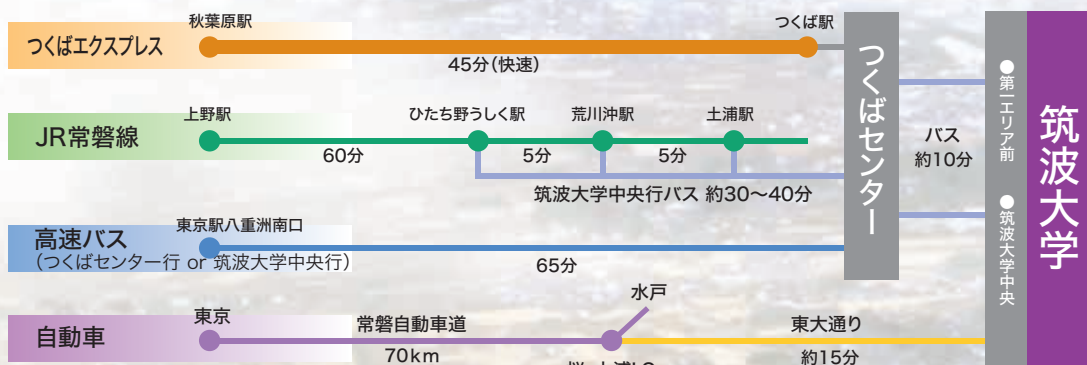 秋葉原駅
つくば駅
つくばエクスプレス
45分(快速)
上野駅
ひたち野うしく駅
荒川沖駅
土浦駅
JR常磐線
60分
5分
5分
筑波大学中央行バス 約30〜40分
東京駅八重洲南口
高速バス
(つくばセンター行 or 筑波大学中央行)
65分
水戸
東京
常磐自動車道
東大通り
自動車
70km
約15分
つくばセンター
バス
約10分
●第一エリア前
●筑波大学中央
筑波大学